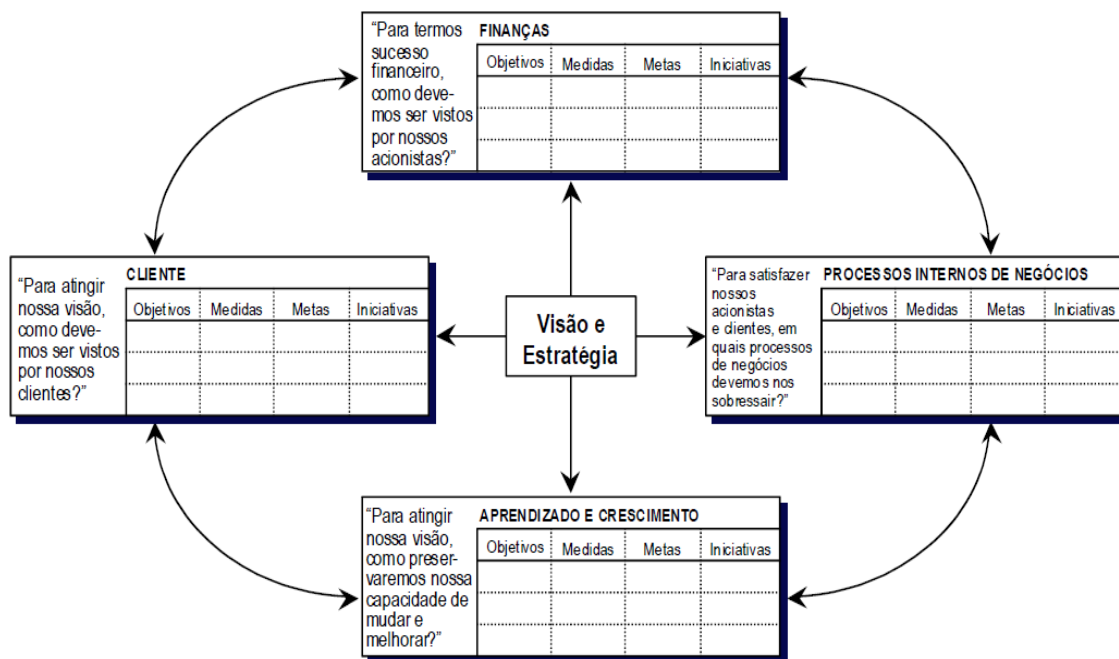 “Para termos
sucesso
financeiro,
como deve-
mos ser vistos
por nossos
acionistas?”
FINANÇAS
Objetivos Medidas Metas Iniciativas
“Para atingir
nossa visão,
como deve-
mos ser vistos
por nossos
clientes?”
CLIENTE
Objetivos Medidas Metas Iniciativas
Visão e
Estratégia
“Para satisfazer
nossos
acionistas
e clientes, em
quais processos
de negócios
devemos nos
sobressair?”
PROCESSOS INTERNOS DE NEGÓCIOS
Objetivos Medidas Metas Iniciativas
“Para atingir
nossa visão,
como preser-
varemos nossa
capacidade de
mudar e
melhorar?”
APRENDIZADO E CRESCIMENTO
Objetivos Medidas Metas Iniciativas